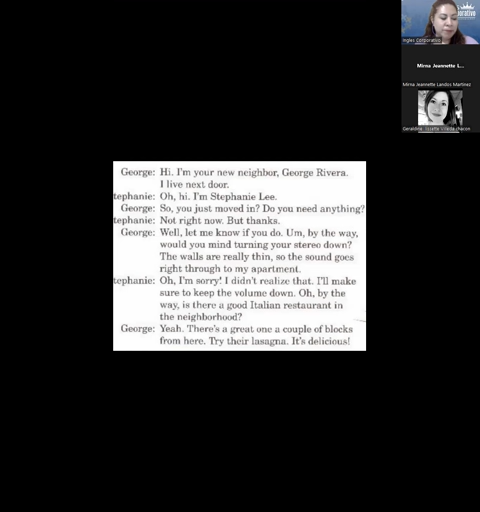 orativo
Inglés Corporativo
Mirna Jeannette L...
Mirna Jeannette Landos Martinez
George: Hi. I'm your new neighbor, George Rivera.
I live next door.
tephanie: Oh, hi. I'm Stephanie Lee.
George: So, you just moved in? Do you need anything?
tephanie: Not right now. But thanks.
George: Well, let me know if you do. Um, by the way,
would you mind turning your stereo down?
The walls are really thin, so the sound goes
right through to my apartment.
tephanie: Oh, I'm sorry! I didn't realize that. I'll make
sure to keep the volume down. Oh, by the
way, is there a good Italian restaurant in
the neighborhood?
George: Yeah. There's a great one a couple of blocks
from here. Try their lasagna. It's delicious!